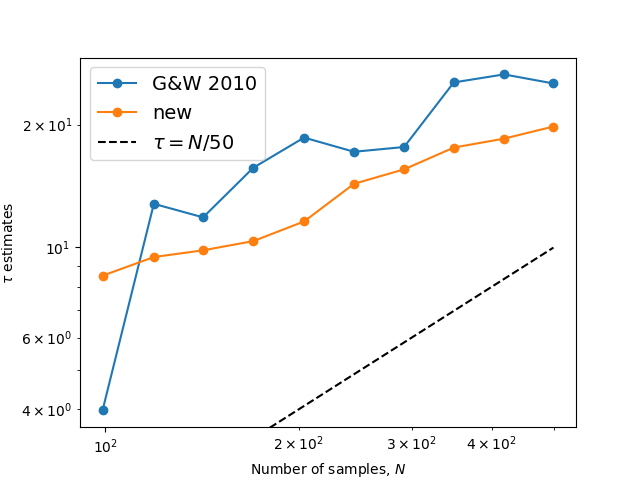 G&W 2010
new
τ = N/50
2 × 10¹
10¹
6 × 10⁰
4 × 10⁰
τ estimates
10²
2 × 10²
3 × 10²
4 × 10²
Number of samples, N